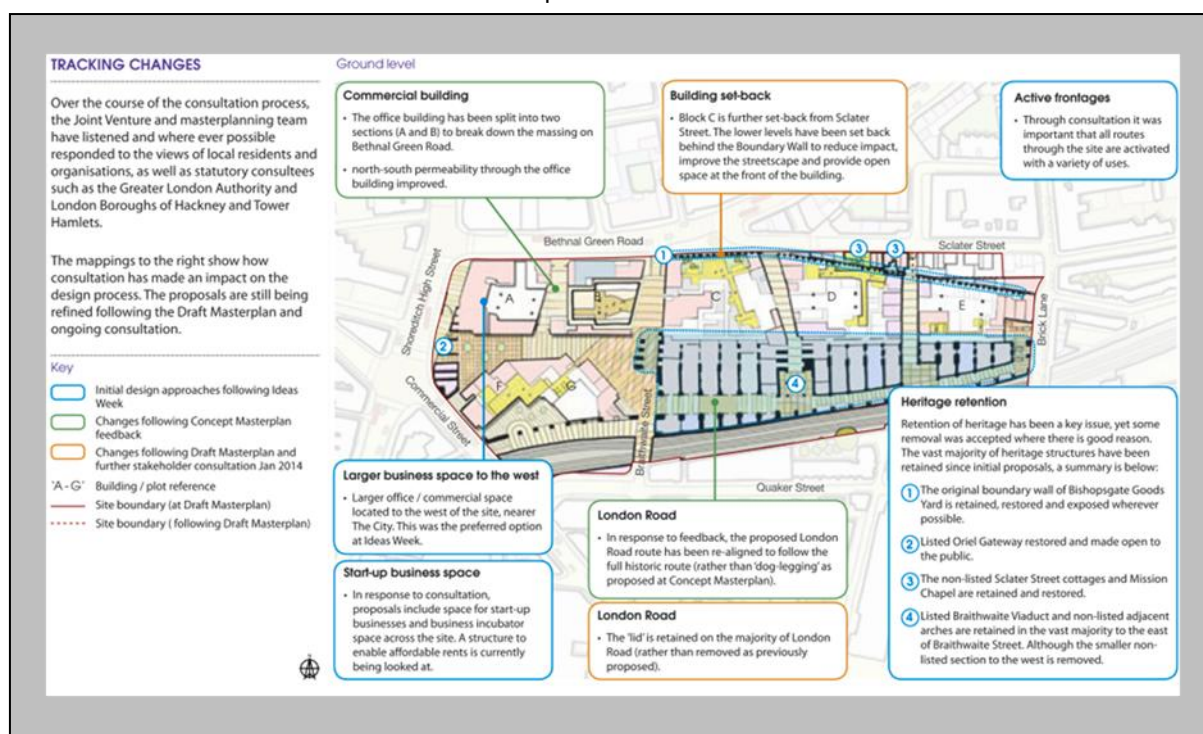 TRACKING CHANGES
Over the course of the consultation process,
the Joint Venture and masterplanning team
have listened and where ever possible
responded to the views of local residents and
organisations, as well as statutory consultees
such as the Greater London Authority and
London Boroughs of Hackney and Tower
Hamlets.
The mappings to the right show how
consultation has made an impact on the
design process. The proposals are still being
refined following the Draft Masterplan and
ongoing consultation.
Key
Initial design approaches following Ideas
Week
Changes following Concept Masterplan
feedback
Changes following Draft Masterplan and
further stakeholder consultation Jan 2014
'A - G' Building / plot reference
Site boundary (at Draft Masterplan)
Site boundary ( following Draft Masterplan)
Ground level
Commercial building
• The office building has been split into two
sections (A and B) to break down the massing on
Bethnal Green Road.
• north-south permeability through the office
building improved.
Building set-back
• Block C is further set-back from Sclater
Street. The lower levels have been set back
behind the Boundary Wall to reduce impact,
improve the streetscape and provide open
space at the front of the building.
Active frontages
• Through consultation it was
important that all routes
through the site are activated
with a variety of uses.
Bethnal Green Road
Sclater Street
Shoreditch High Street
Commercial Street
Braithwaite Street
Brick Lane
Quaker Street
1
3
3
2
4
A
B
C
D
E
F
G
Larger business space to the west
• Larger office / commercial space
located to the west of the site, nearer
The City. This was the preferred option
at Ideas Week.
Start-up business space
• In response to consultation,
proposals include space for start-up
businesses and business incubator
space across the site. A structure to
enable affordable rents is currently
being looked at.
London Road
• In response to feedback, the proposed London
Road route has been re-aligned to follow the
full historic route (rather than 'dog-legging' as
proposed at Concept Masterplan).
London Road
• The 'lid' is retained on the majority of London
Road (rather than removed as previously
proposed).
Heritage retention
Retention of heritage has been a key issue, yet some
removal was accepted where there is good reason.
The vast majority of heritage structures have been
retained since initial proposals, a summary is below:
1 The original boundary wall of Bishopsgate Goods
Yard is retained, restored and exposed wherever
possible.
2 Listed Oriel Gateway restored and made open to
the public.
3 The non-listed Sclater Street cottages and Mission
Chapel are retained and restored.
4 Listed Braithwaite Viaduct and non-listed adjacent
arches are retained in the vast majority to the east
of Braithwaite Street. Although the smaller non-
listed section to the west is removed.